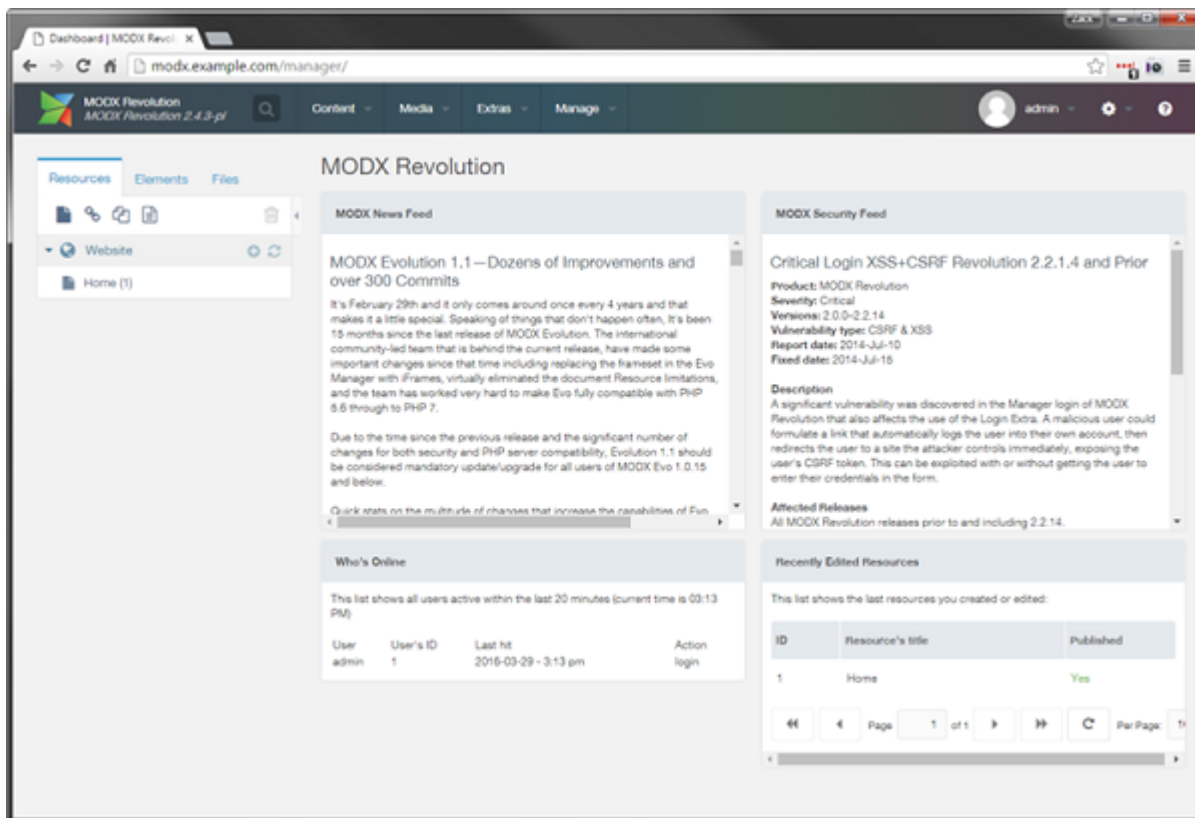 Zack
Dashboard | MODX Revol
modx.example.com/manager/
MODX Revolution
MODX Revolution 2.4.3-pl
Content
Media
Extras
Manage
admin
Resources
Elements
Files
Website
Home (1)
MODX Revolution
MODX News Feed
MODX Evolution 1.1—Dozens of Improvements and
over 300 Commits
It's February 29th and it only comes around once every 4 years and that
makes it a little special. Speaking of things that don't happen often, It's been
15 months since the last release of MODX Evolution. The international
community-led team that is behind the current release, have made some
important changes since that time including replacing the frameset in the Evo
Manager with iFrames, virtually eliminated the document Resource limitations,
and the team has worked very hard to make Evo fully compatible with PHP
5.6 through to PHP 7.
Due to the time since the previous release and the significant number of
changes for both security and PHP server compatibility, Evolution 1.1 should
be considered mandatory update/upgrade for all users of MODX Evo 1.0.15
and below.
Quick stats on the multitude of changes that increase the capabilities of Evo
MODX Security Feed
Critical Login XSS+CSRF Revolution 2.2.1.4 and Prior
Product: MODX Revolution
Severity: Critical
Versions: 2.0.0–2.2.14
Vulnerability type: CSRF & XSS
Report date: 2014-Jul-10
Fixed date: 2014-Jul-15
Description
A significant vulnerability was discovered in the Manager login of MODX
Revolution that also affects the use of the Login Extra. A malicious user could
formulate a link that automatically logs the user into their own account, then
redirects the user to a site the attacker controls immediately, exposing the
user's CSRF token. This can be exploited with or without getting the user to
enter their credentials in the form.
Affected Releases
All MODX Revolution releases prior to and including 2.2.14.
Who's Online
This list shows all users active within the last 20 minutes (current time is 03:13
PM)
User User's ID Last hit Action
admin 1 2016-03-29 - 3:13 pm login
Recently Edited Resources
This list shows the last resources you created or edited:
ID Resource's title Published
1 Home Yes
Page 1 of 1 Per Page: